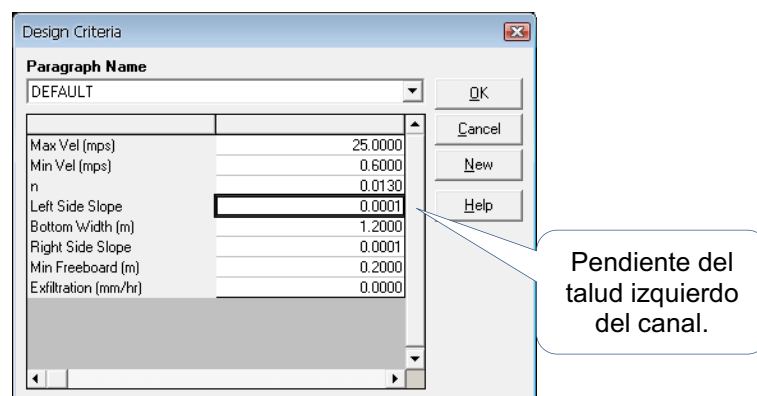 Design Criteria
Paragraph Name
DEFAULT
OK
Cancel
New
Help
Max Vel (mps) 25.0000
Min Vel (mps) 0.6000
n 0.0130
Left Side Slope 0.0001
Bottom Width (m) 1.2000
Right Side Slope 0.0001
Min Freeboard (m) 0.2000
Exfiltration (mm/hr) 0.0000
Pendiente del
talud izquierdo
del canal.